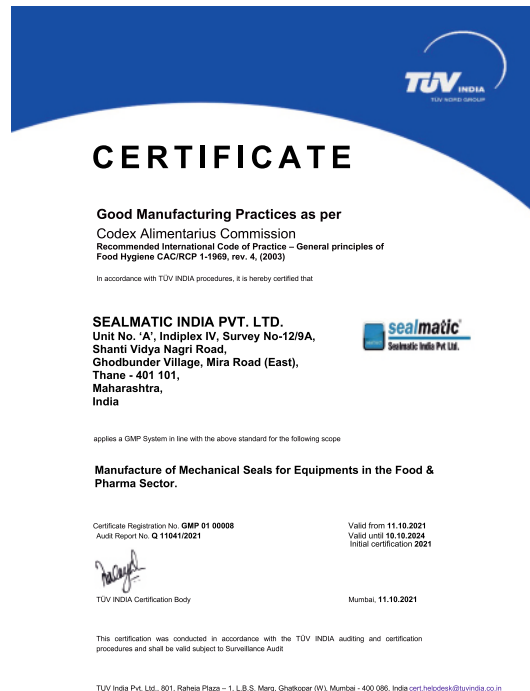 TÜV INDIA
TÜV NORD GROUP
CERTIFICATE
Good Manufacturing Practices as per
Codex Alimentarius Commission
Recommended International Code of Practice – General principles of
Food Hygiene CAC/RCP 1-1969, rev. 4, (2003)
In accordance with TÜV INDIA procedures, it is hereby certified that
SEALMATIC INDIA PVT. LTD.
Unit No. ‘A’, Indiplex IV, Survey No-12/9A,
Shanti Vidya Nagri Road,
Ghodbunder Village, Mira Road (East),
Thane - 401 101,
Maharashtra,
India
sealmatic
Sealmatic India Pvt Ltd.
applies a GMP System in line with the above standard for the following scope
Manufacture of Mechanical Seals for Equipments in the Food &
Pharma Sector.
Certificate Registration No. GMP 01 00008
Audit Report No. Q 11041/2021
Valid from 11.10.2021
Valid until 10.10.2024
Initial certification 2021
TÜV INDIA Certification Body
Mumbai, 11.10.2021
This certification was conducted in accordance with the TÜV INDIA auditing and certification
procedures and shall be valid subject to Surveillance Audit
TUV India Pvt. Ltd., 801, Raheja Plaza – 1, L.B.S. Marg, Ghatkopar (W), Mumbai - 400 086, India cert.helpdesk@tuvindia.co.in